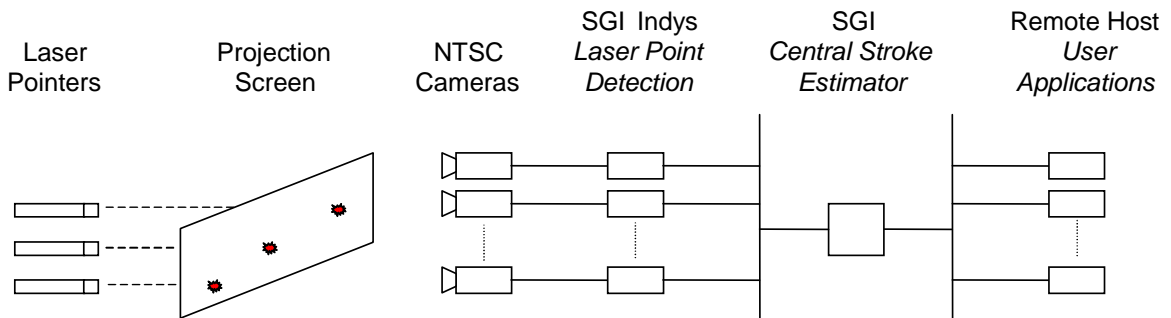 Laser
Pointers
Projection
Screen
NTSC
Cameras
SGI Indys
Laser Point
Detection
SGI
Central Stroke
Estimator
Remote Host
User
Applications